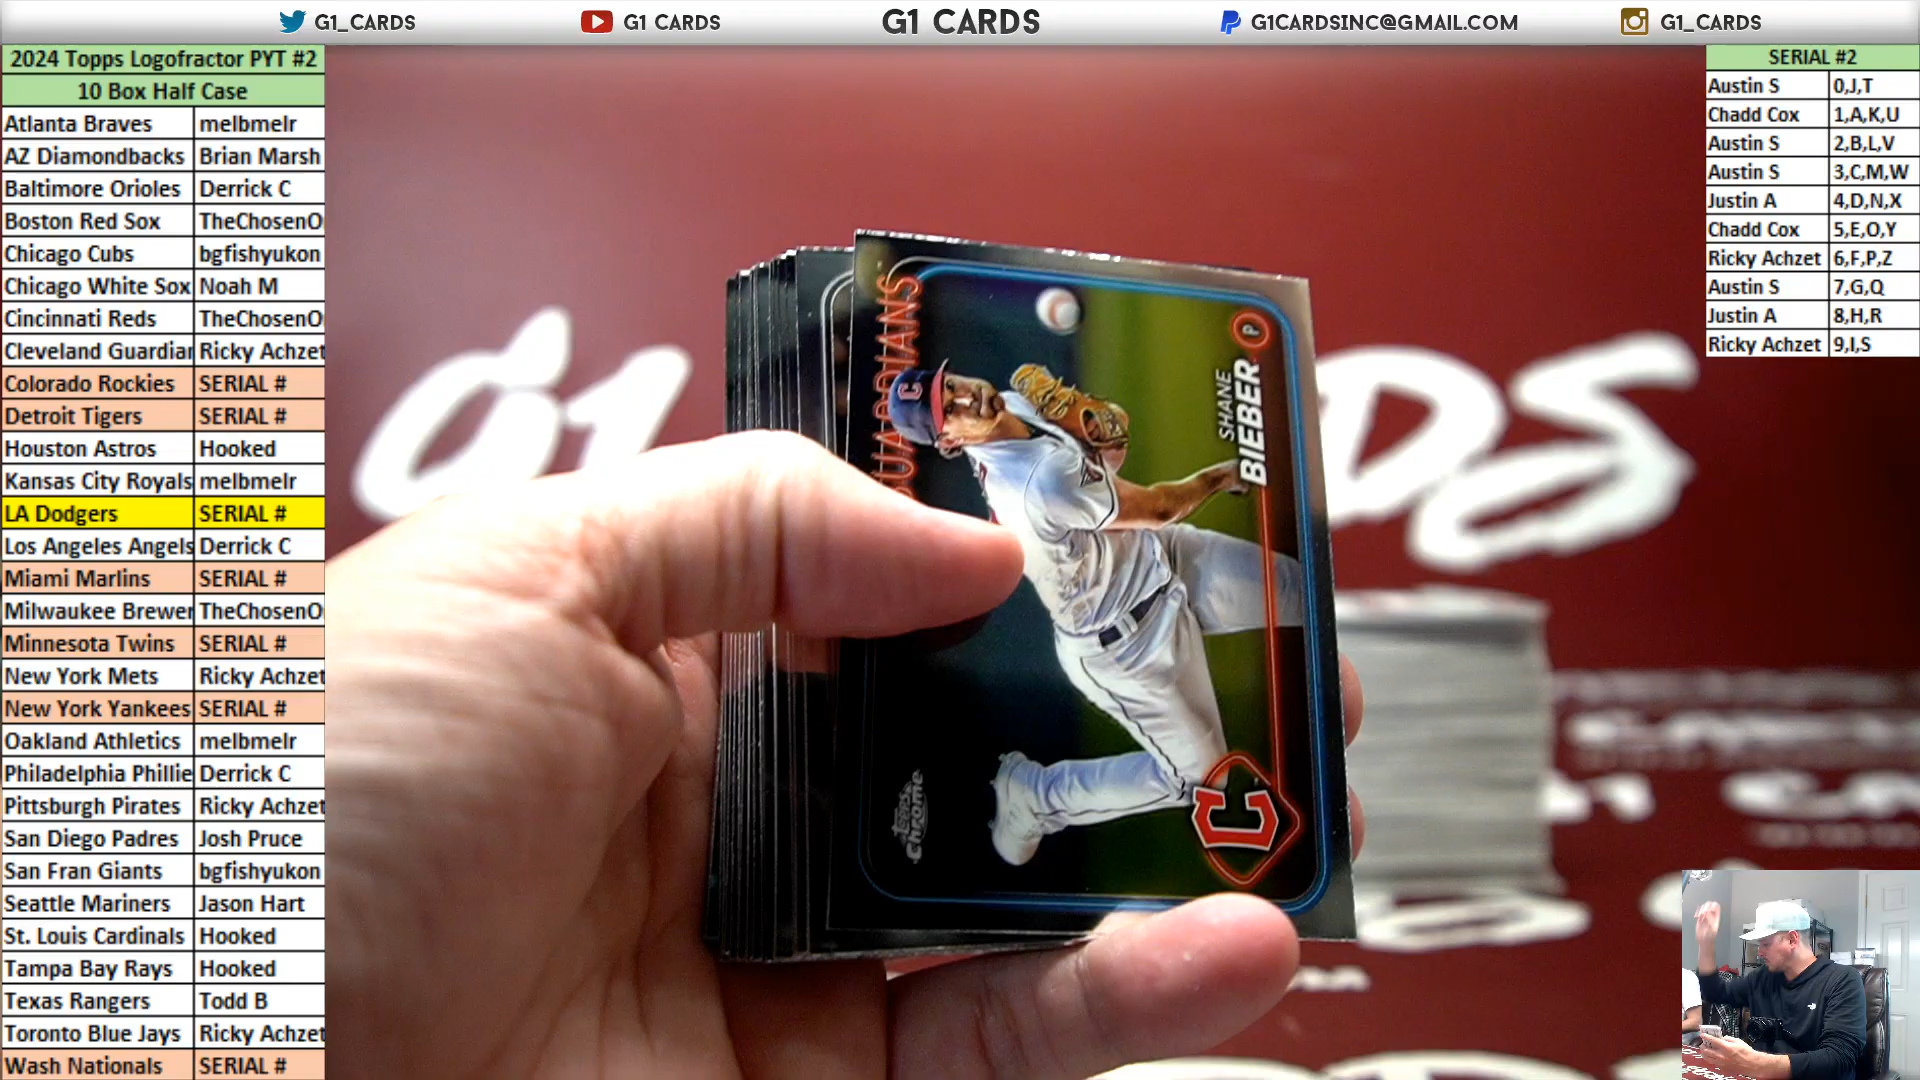 G1_CARDS
G1 CARDS
G1 CARDS
G1CARDSINC@GMAIL.COM
G1_CARDS
2024 Topps Logofractor PYT #2
10 Box Half Case
Atlanta Braves melbmelr
AZ Diamondbacks Brian Marsh
Baltimore Orioles Derrick C
Boston Red Sox TheChosenO
Chicago Cubs bgfishyukon
Chicago White Sox Noah M
Cincinnati Reds TheChosenO
Cleveland Guardian Ricky Achzet
Colorado Rockies SERIAL #
Detroit Tigers SERIAL #
Houston Astros Hooked
Kansas City Royals melbmelr
LA Dodgers SERIAL #
Los Angeles Angels Derrick C
Miami Marlins SERIAL #
Milwaukee Brewer TheChosenO
Minnesota Twins SERIAL #
New York Mets Ricky Achzet
New York Yankees SERIAL #
Oakland Athletics melbmelr
Philadelphia Phillie Derrick C
Pittsburgh Pirates Ricky Achzet
San Diego Padres Josh Pruce
San Fran Giants bgfishyukon
Seattle Mariners Jason Hart
St. Louis Cardinals Hooked
Tampa Bay Rays Hooked
Texas Rangers Todd B
Toronto Blue Jays Ricky Achzet
Wash Nationals SERIAL #
SERIAL #2
Austin S 0,J,T
Chadd Cox 1,A,K,U
Austin S 2,B,L,V
Austin S 3,C,M,W
Justin A 4,D,N,X
Chadd Cox 5,E,O,Y
Ricky Achzet 6,F,P,Z
Austin S 7,G,Q
Justin A 8,H,R
Ricky Achzet 9,I,S
SHANE
BIEBER
P
C
C
Topps
Chrome